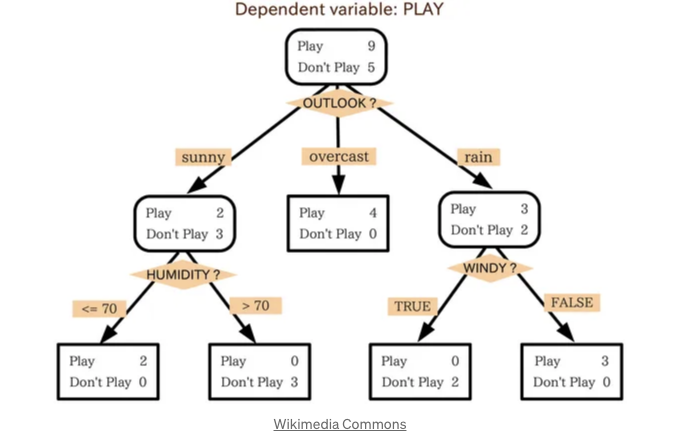 Dependent variable: PLAY
Play 9
Don't Play 5
OUTLOOK ?
sunny
overcast
rain
Play 2
Don't Play 3
Play 4
Don't Play 0
Play 3
Don't Play 2
HUMIDITY ?
WINDY ?
<= 70
> 70
TRUE
FALSE
Play 2
Don't Play 0
Play 0
Don't Play 3
Play 0
Don't Play 2
Play 3
Don't Play 0
Wikimedia Commons